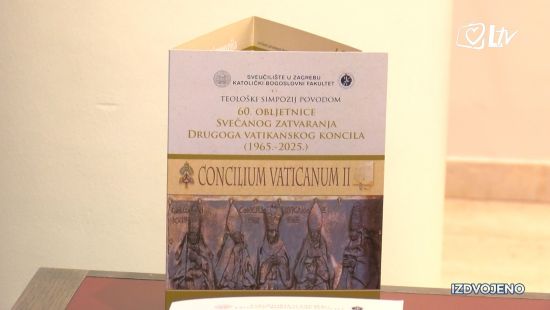 Ltv
SVEUČILIŠTE U ZAGREBU
KATOLIČKI BOGOSLOVNI FAKULTET
TEOLOŠKI SIMPOZIJ POVODOM
60. OBLJETNICE
SVEČANOG ZATVARANJA
DRUGOGA VATIKANSKOG KONCILA
(1965.-2025.)
CONCILIUM VATICANUM II
IZDVOJENO